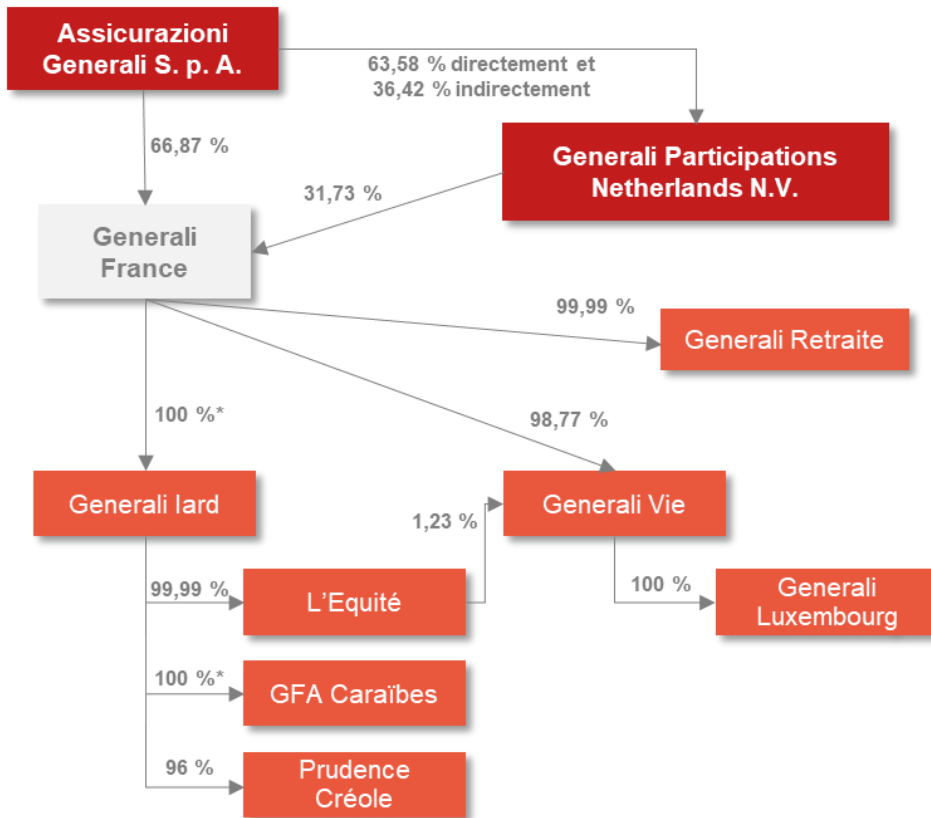 Assicurazioni
Generali S. p. A.
63,58 % directement et
36,42 % indirectement
66,87 %
Generali Participations
Netherlands N.V.
31,73 %
Generali
France
99,99 %
Generali Retraite
100 %*
98,77 %
Generali Iard
Generali Vie
1,23 %
99,99 %
L'Equité
100 %
Generali
Luxembourg
100 %*
GFA Caraïbes
96 %
Prudence
Créole